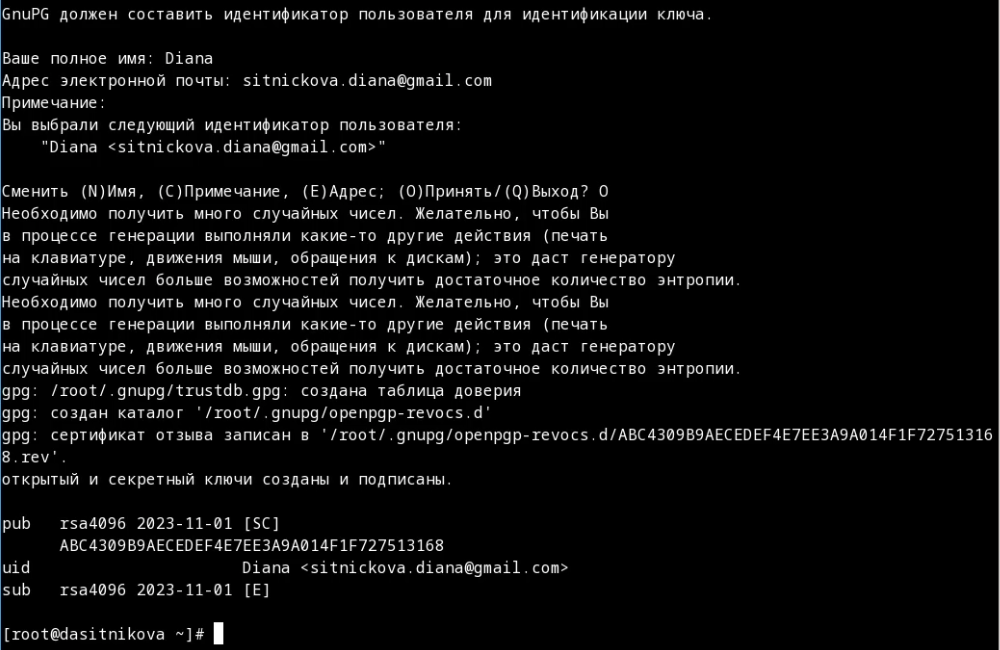 GnuPG должен составить идентификатор пользователя для идентификации ключа.
Ваше полное имя: Diana
Адрес электронной почты: sitnickova.diana@gmail.com
Примечание:
Вы выбрали следующий идентификатор пользователя:
"Diana <sitnickova.diana@gmail.com>"
Сменить (N)Имя, (C)Примечание, (E)Адрес; (O)Принять/(Q)Выход? O
Необходимо получить много случайных чисел. Желательно, чтобы Вы
в процессе генерации выполняли какие-то другие действия (печать
на клавиатуре, движения мыши, обращения к дискам); это даст генератору
случайных чисел больше возможностей получить достаточное количество энтропии.
Необходимо получить много случайных чисел. Желательно, чтобы Вы
в процессе генерации выполняли какие-то другие действия (печать
на клавиатуре, движения мыши, обращения к дискам); это даст генератору
случайных чисел больше возможностей получить достаточное количество энтропии.
gpg: /root/.gnupg/trustdb.gpg: создана таблица доверия
gpg: создан каталог '/root/.gnupg/openpgp-revocs.d'
gpg: сертификат отзыва записан в '/root/.gnupg/openpgp-revocs.d/ABC4309B9AECEDEF4E7EE3A9A014F1F72751316
8.rev'.
открытый и секретный ключи созданы и подписаны.
pub   rsa4096 2023-11-01 [SC]
ABC4309B9AECEDEF4E7EE3A9A014F1F727513168
uid                      Diana <sitnickova.diana@gmail.com>
sub   rsa4096 2023-11-01 [E]
[root@dasitnikova ~]#